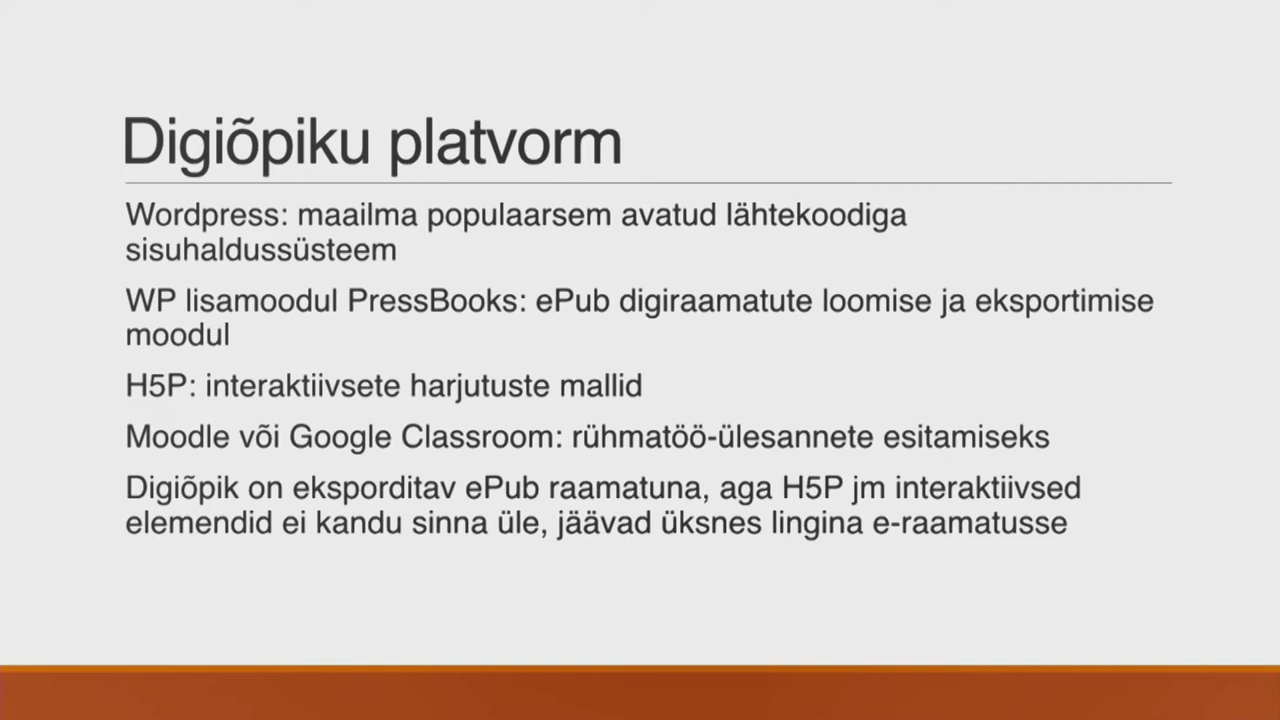 Digiõpiku platvorm
Wordpress: maailma populaarsem avatud lähtekoodiga
sisuhaldussüsteem
WP lisamoodul PressBooks: ePub digiraamatute loomise ja eksportimise
moodul
H5P: interaktiivsete harjutuste mallid
Moodle või Google Classroom: rühmatöö-ülesannete esitamiseks
Digiõpik on eksporditav ePub raamatuna, aga H5P jm interaktiivsed
elemendid ei kandu sinna üle, jäävad üksnes lingina e-raamatusse